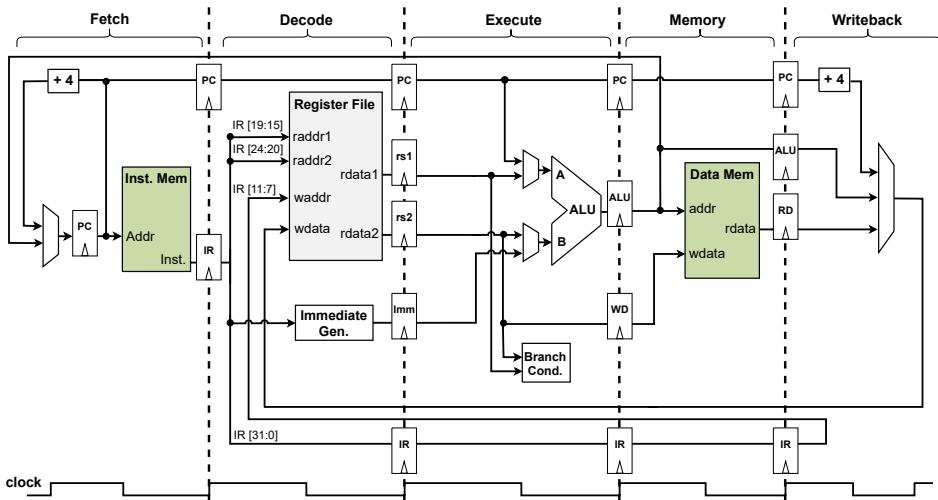 Fetch
Decode
Execute
Memory
Writeback
+ 4
PC
PC
PC
PC
+ 4
Register File
IR [19:15]
raddr1
IR [24:20]
raddr2
rs1
rdata1
A
ALU
Inst. Mem
Data Mem
IR [11:7]
waddr
ALU
ALU
addr
rs2
RD
PC
Addr
wdata
rdata2
B
rdata
IR
Inst.
wdata
Immediate
Gen.
Imm
WD
Branch
Cond.
IR [31:0]
IR
IR
IR
clock